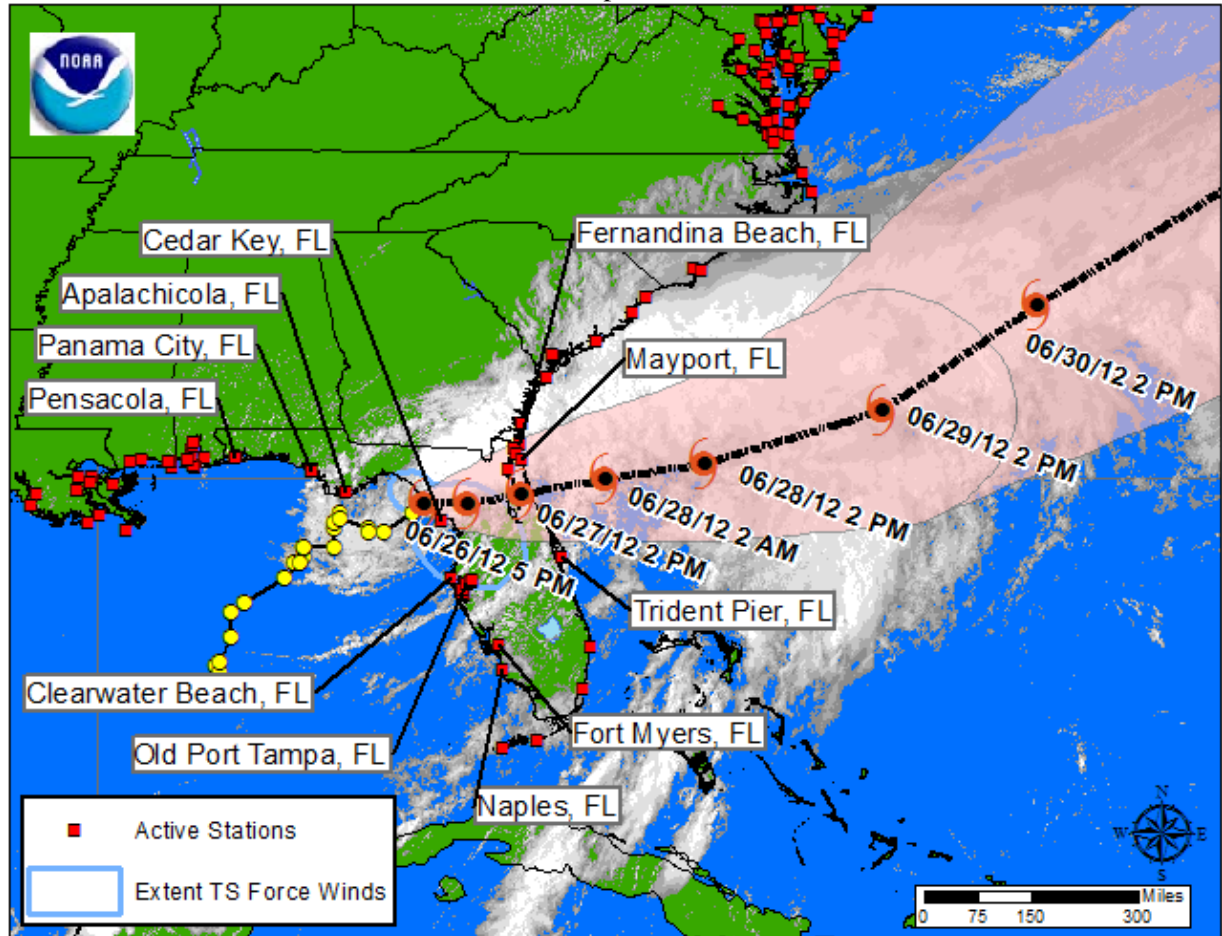 NOAA
Cedar Key, FL
Fernandina Beach, FL
Apalachicola, FL
Panama City, FL
Mayport, FL
Pensacola, FL
06/30/12 2 PM
06/29/12 2 PM
06/28/12 2 PM
06/28/12 2 AM
06/27/12 2 PM
06/26/12 5 PM
Trident Pier, FL
Clearwater Beach, FL
Fort Myers, FL
Old Port Tampa, FL
Naples, FL
Active Stations
Extent TS Force Winds
N
W E
S
Miles
0 75 150 300